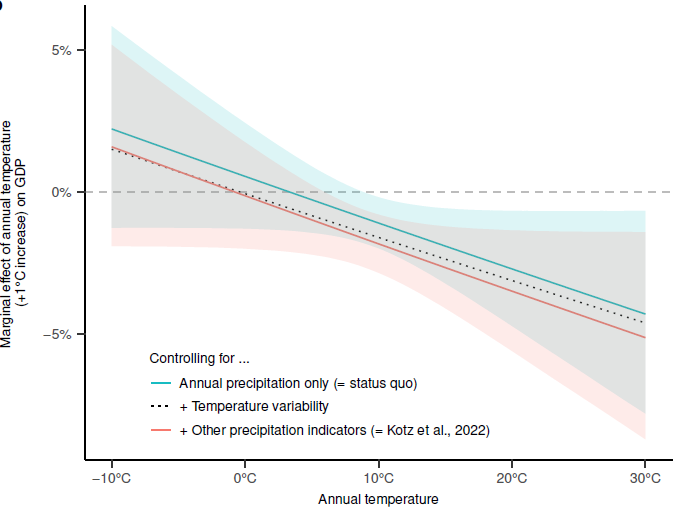 Marginal effect of annual temperature
(+1°C increase) on GDP
5%
0%
−5%
Controlling for ...
Annual precipitation only (= status quo)
+ Temperature variability
+ Other precipitation indicators (= Kotz et al., 2022)
−10°C
0°C
10°C
20°C
30°C
Annual temperature